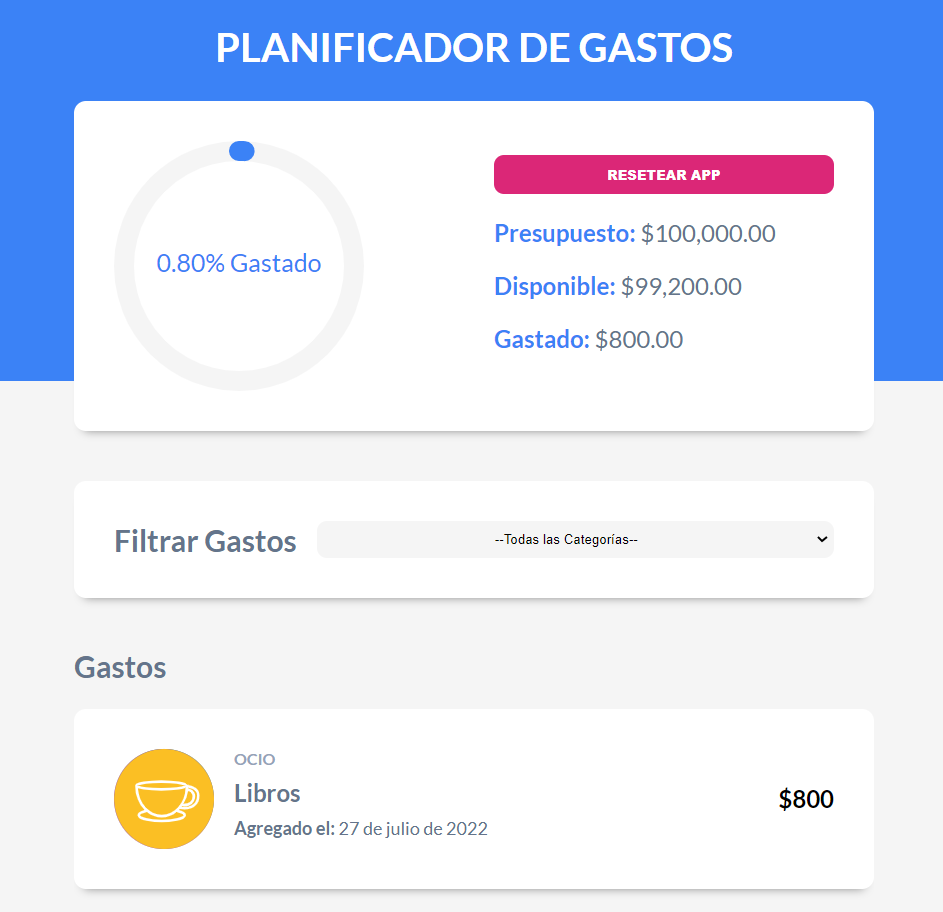 PLANIFICADOR DE GASTOS
0.80% Gastado
RESETEAR APP
Presupuesto: $100,000.00
Disponible: $99,200.00
Gastado: $800.00
Filtrar Gastos
--Todas las Categorías--
Gastos
OCIO
Libros
Agregado el: 27 de julio de 2022
$800